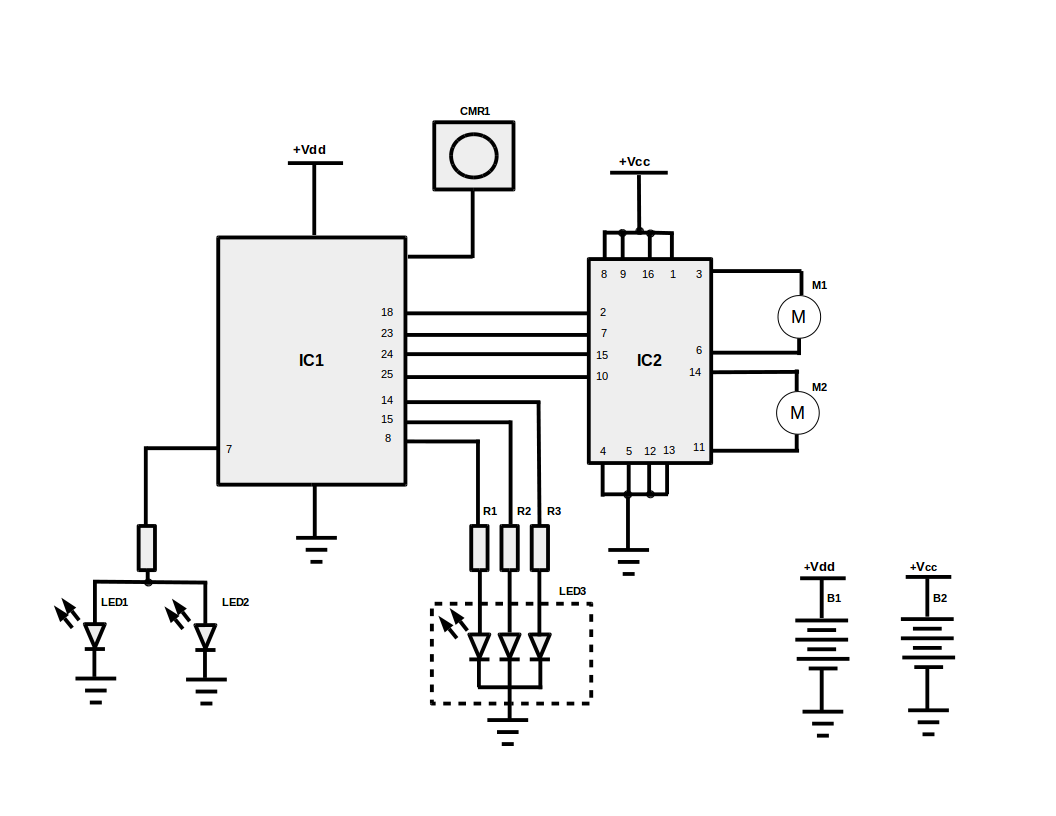 CMR1
+Vdd
+Vcc
8 9 16 1 3
M1
M
18 2
23 7
24 15
25 10
IC1
IC2
6
14
M2
M
14
15
8
7
4 5 12 13 11
R1 R2 R3
LED1 LED2
LED3
+Vdd +Vcc
B1 B2